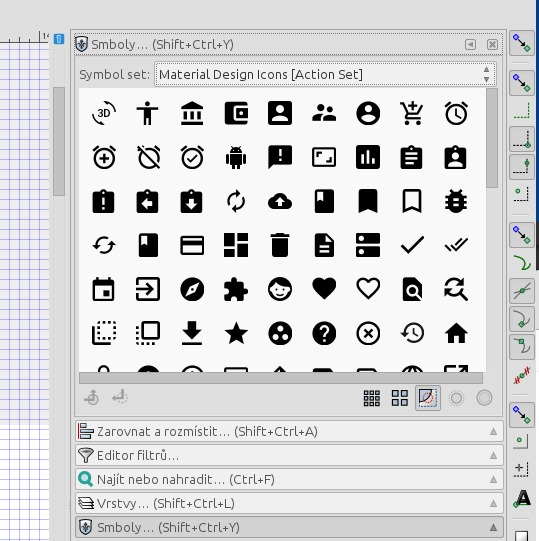 14
Smboly... (Shift+Ctrl+Y)
Symbol set: Material Design Icons [Action Set]
3D
Zarovnat a rozmístit... (Shift+Ctrl+A)
Editor filtrů...
Najít nebo nahradit... (Ctrl+F)
Vrstvy... (Shift+Ctrl+L)
Smboly... (Shift+Ctrl+Y)
A